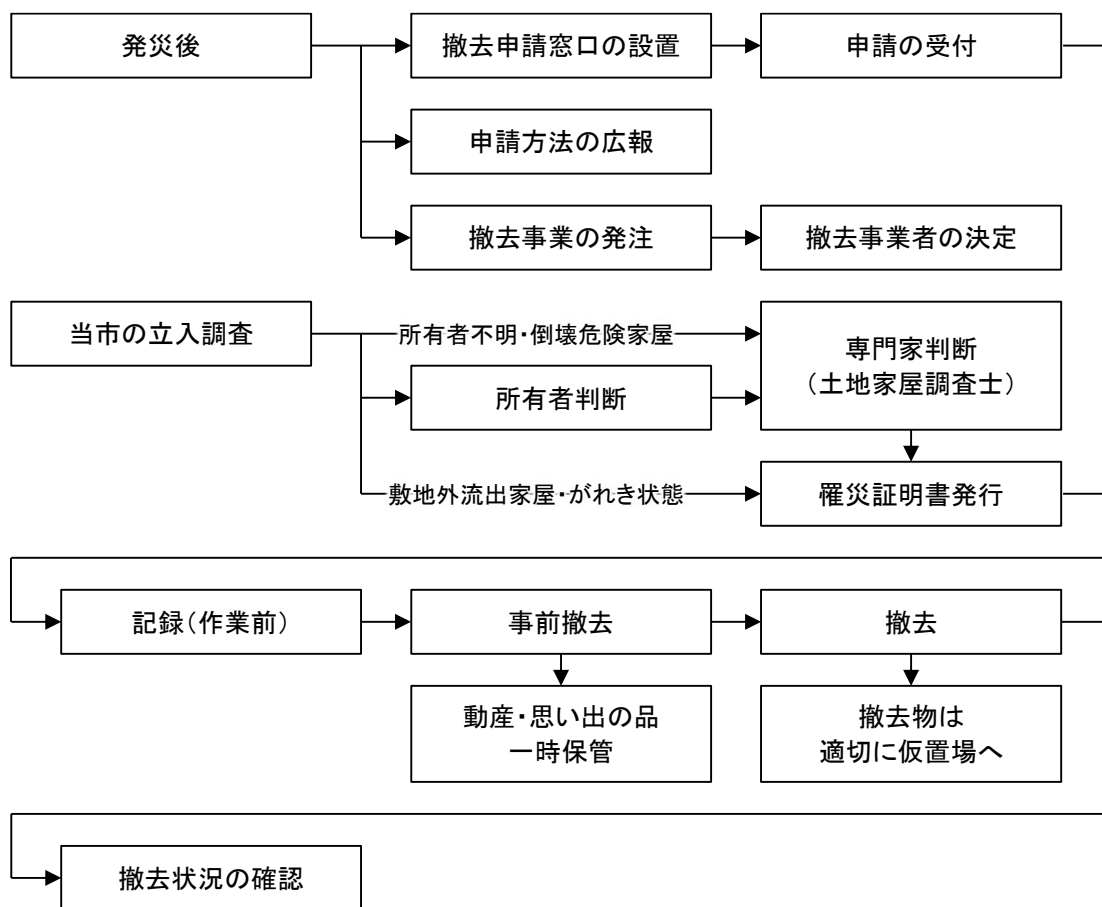 発災後
撤去申請窓口の設置
申請の受付
申請方法の広報
撤去事業の発注
撤去事業者の決定
当市の立入調査
所有者不明・倒壊危険家屋
専門家判断
（土地家屋調査士）
所有者判断
敷地外流出家屋・がれき状態
罹災証明書発行
記録（作業前）
事前撤去
撤去
動産・思い出の品
一時保管
撤去物は
適切に仮置場へ
撤去状況の確認